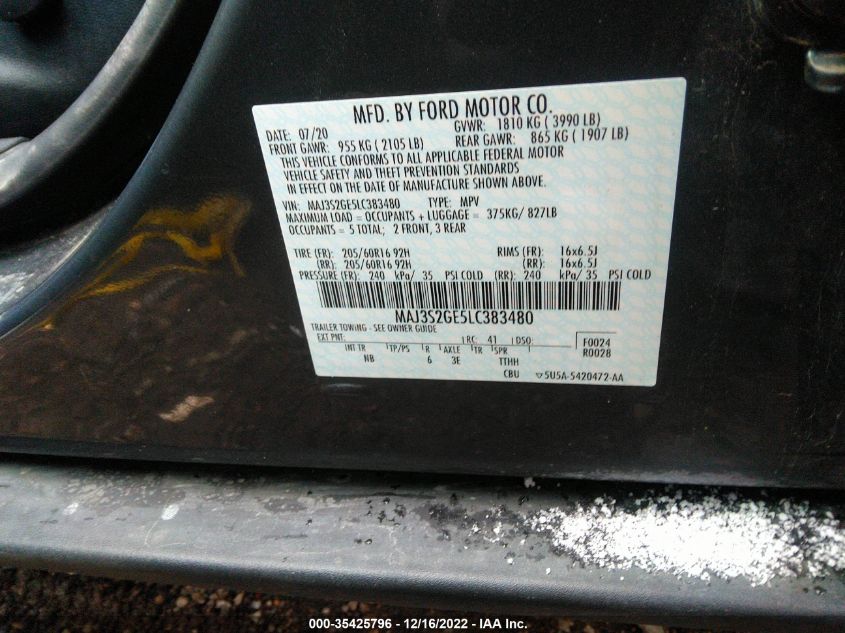 MFD. BY FORD MOTOR CO.
DATE: 07/20 GVWR: 1810 KG ( 3990 LB)
FRONT GAWR: 955 KG ( 2105 LB) REAR GAWR: 865 KG ( 1907 LB)
THIS VEHICLE CONFORMS TO ALL APPLICABLE FEDERAL MOTOR
VEHICLE SAFETY AND THEFT PREVENTION STANDARDS
IN EFFECT ON THE DATE OF MANUFACTURE SHOWN ABOVE.
VIN: MAJ3S2GE5LC383480 TYPE: MPV
MAXIMUM LOAD = OCCUPANTS + LUGGAGE = 375KG/ 827LB
OCCUPANTS = 5 TOTAL; 2 FRONT, 3 REAR
TIRE (FR): 205/60R16 92H RIMS (FR): 16x6.5J
(RR): 205/60R16 92H (RR): 16x6.5J
PRESSURE (FR): 240 kPa/ 35 PSI COLD (RR): 240 kPa/ 35 PSI COLD
MAJ3S2GE5LC383480
TRAILER TOWING - SEE OWNER GUIDE
EXT PNT: RC: 41 DSO: F0024
INT TR TP/PS R AXLE TR SPR R0028
NB 6 3E TTHH
CBU ▽5U5A-5420472-AA
000-35425796 - 12/16/2022 - IAA Inc.